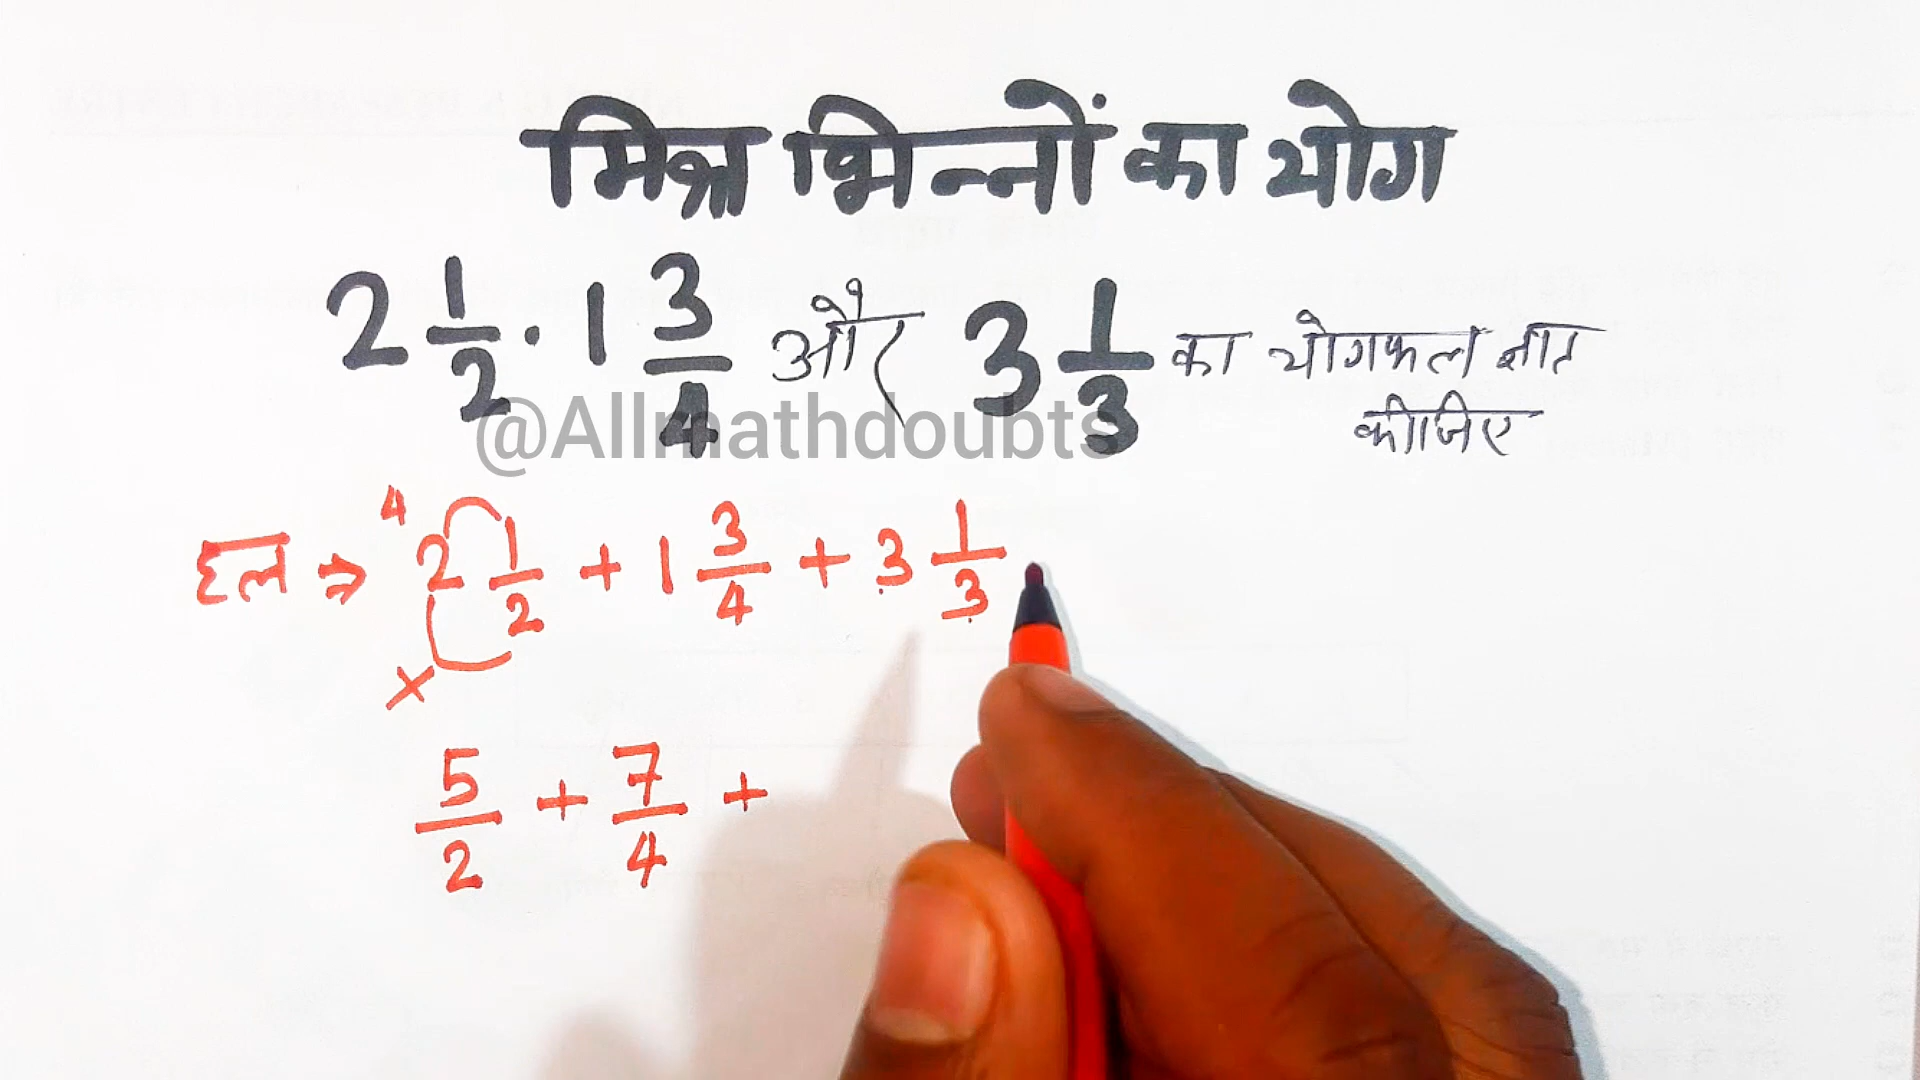 मिश्र भिन्नों का योग
2 1/2 . 1 3/4 और 3 1/3 का योगफल ज्ञात
कीजिए
@Allmathdoubts
हल ⇒ 4 2 1/2 + 1 3/4 + 3 1/3
×
5/2 + 7/4 +